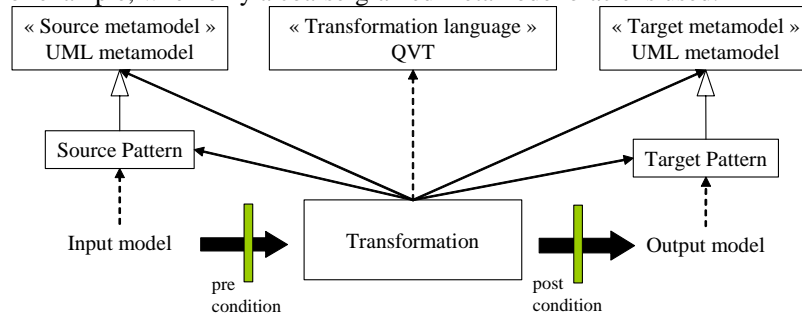 « Source metamodel »
UML metamodel
« Transformation language »
QVT
« Target metamodel »
UML metamodel
Source Pattern
Target Pattern
Input model
Transformation
Output model
pre
condition
post
condition